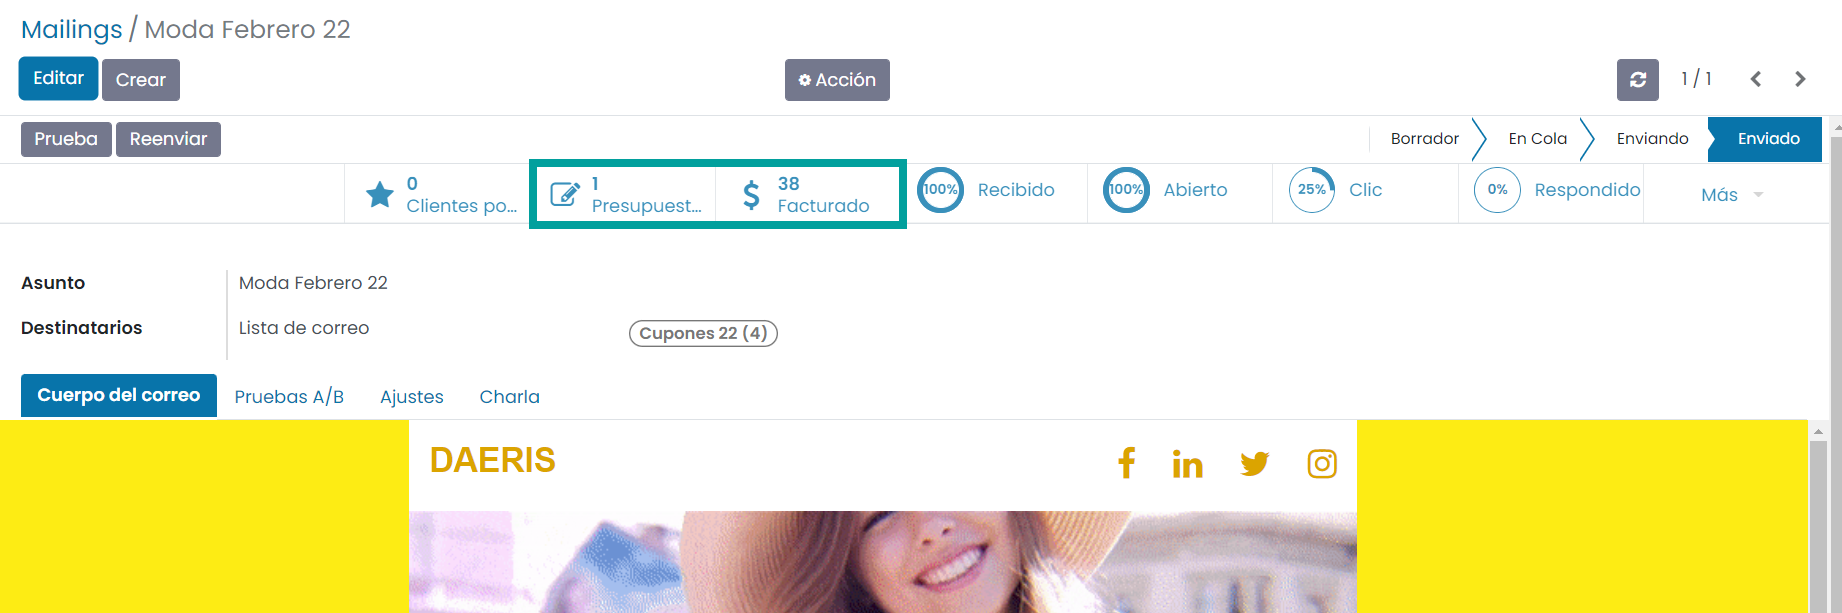 Mailings / Moda Febrero 22
Editar Crear Acción 1 / 1
Prueba Reenviar Borrador En Cola Enviando Enviado
0
Clientes po...
1
Presupuest...
$ 38
Facturado
100% Recibido
100% Abierto
25% Clic
0% Respondido
Más
Asunto Moda Febrero 22
Destinatarios Lista de correo Cupones 22 (4)
Cuerpo del correo Pruebas A/B Ajustes Charla
DAERIS